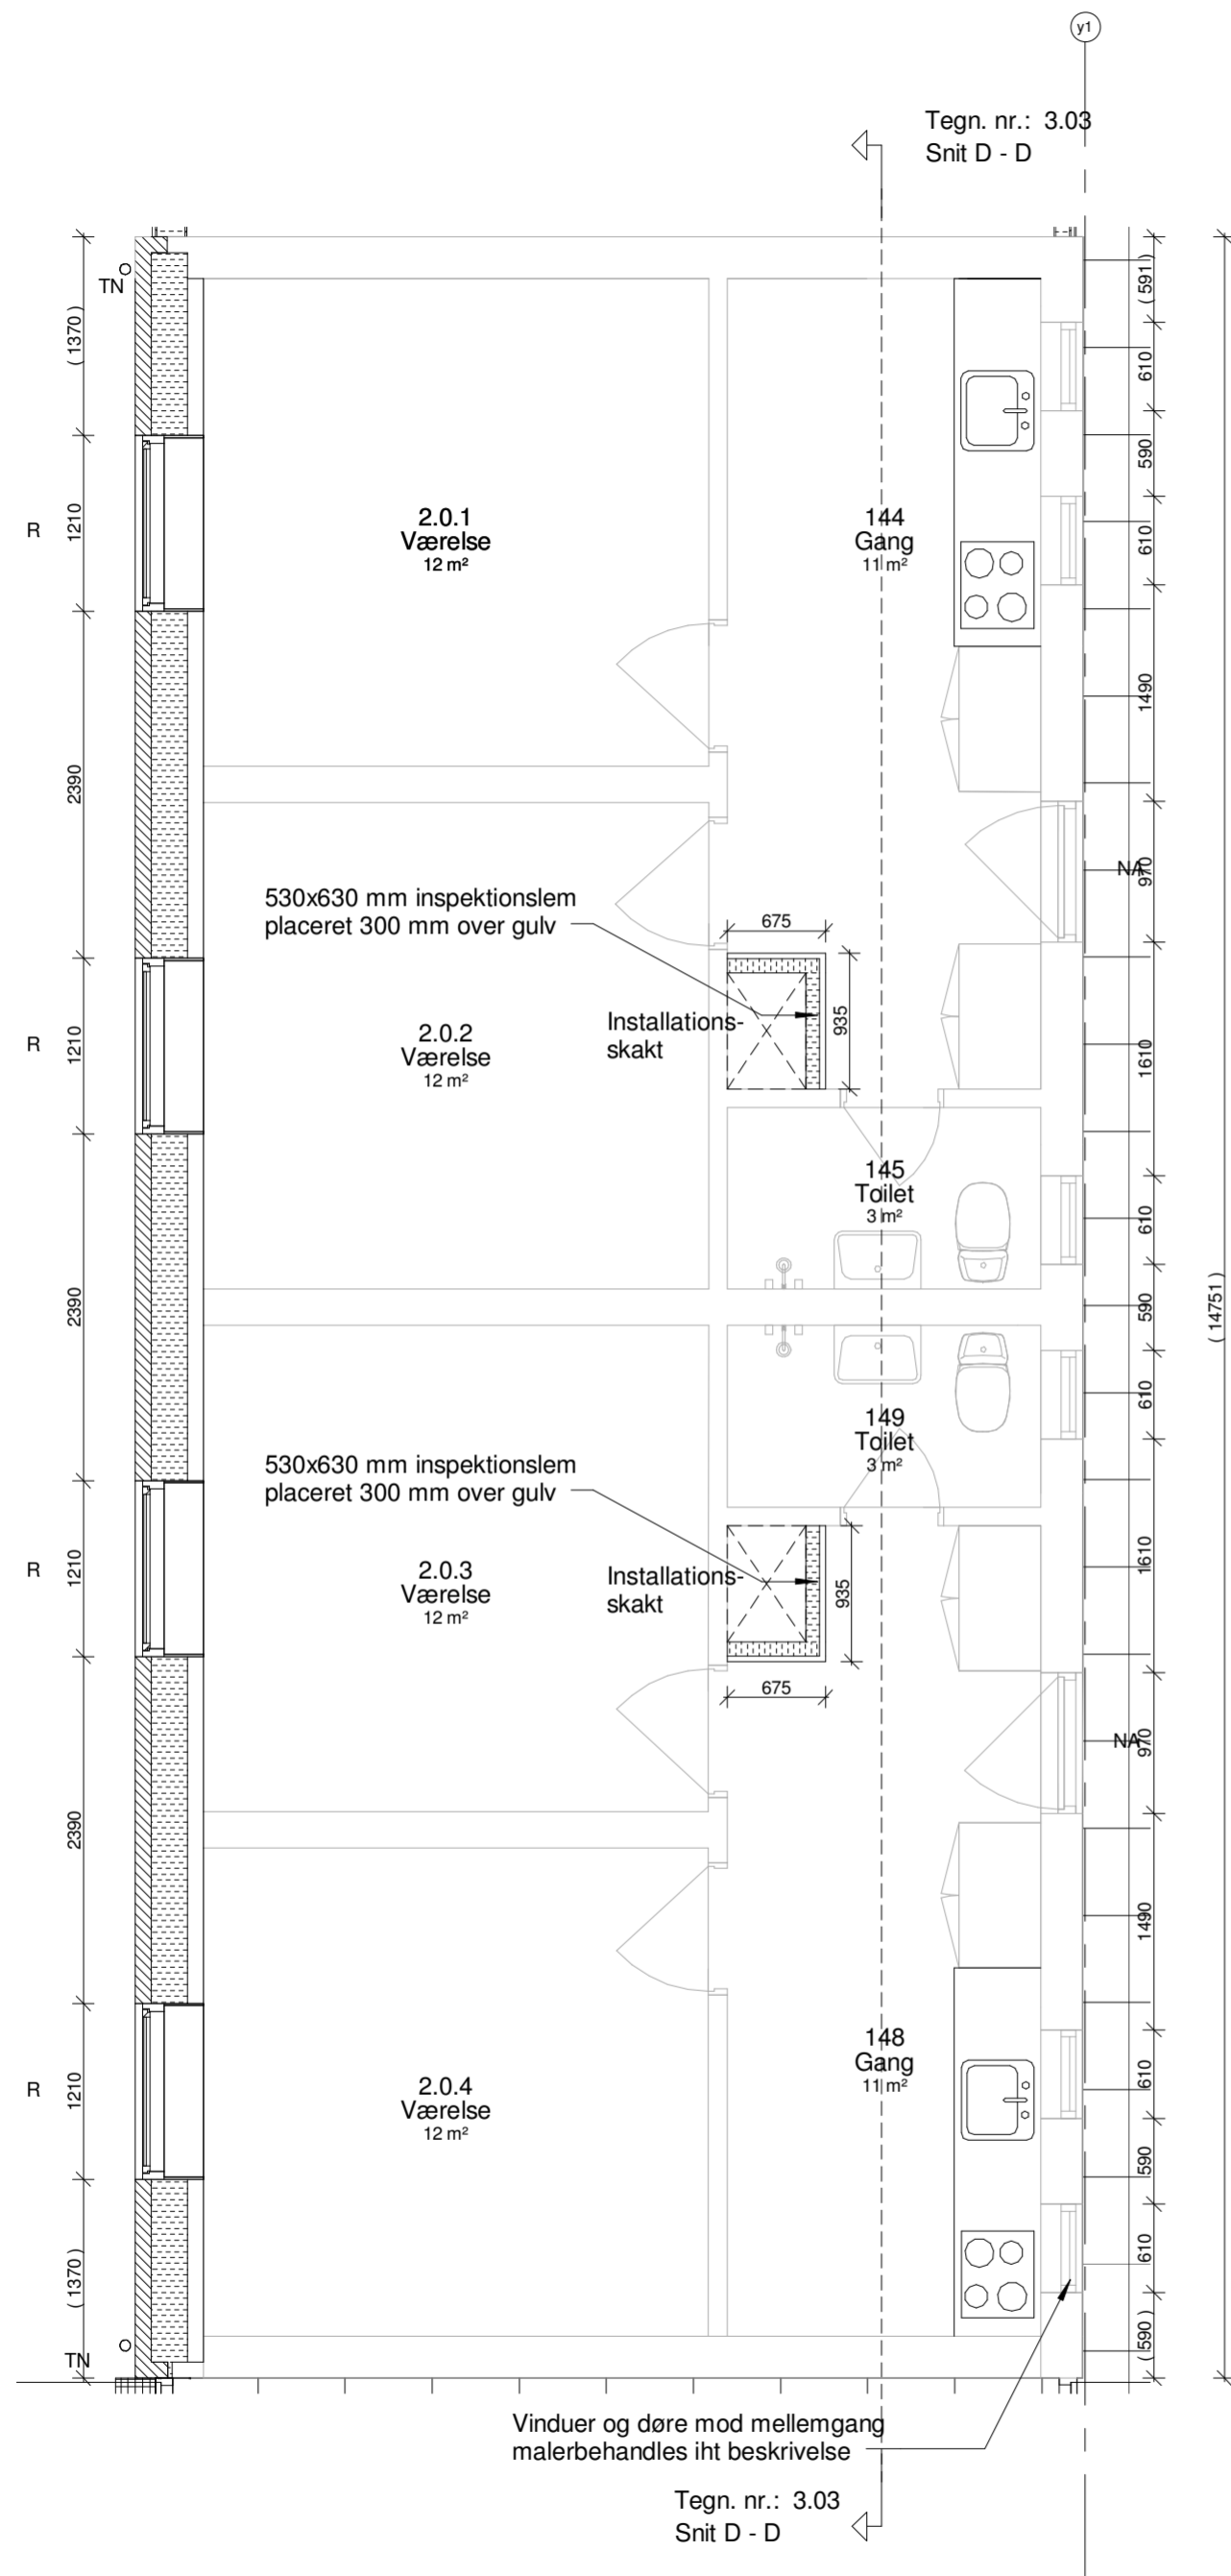 y1
Tegn. nr.: 3.03
Snit D - D
TN
( 1370 )
( 591 )
610
590
R
1210
2.0.1
Værelse
12 m²
144
Gang
11 m²
610
1490
2390
530x630 mm inspektionslem
placeret 300 mm over gulv
675
NA
970
R
1210
2.0.2
Værelse
12 m²
Installations-
skakt
935
1610
145
Toilet
3 m²
610
2390
590
( 14751 )
610
149
Toilet
3 m²
530x630 mm inspektionslem
placeret 300 mm over gulv
R
1210
2.0.3
Værelse
12 m²
Installations-
skakt
935
1610
675
NA
970
2390
1490
148
Gang
11 m²
610
R
1210
2.0.4
Værelse
12 m²
590
610
( 1370 )
( 590 )
TN
Vinduer og døre mod mellemgang
malerbehandles iht beskrivelse
Tegn. nr.: 3.03
Snit D - D